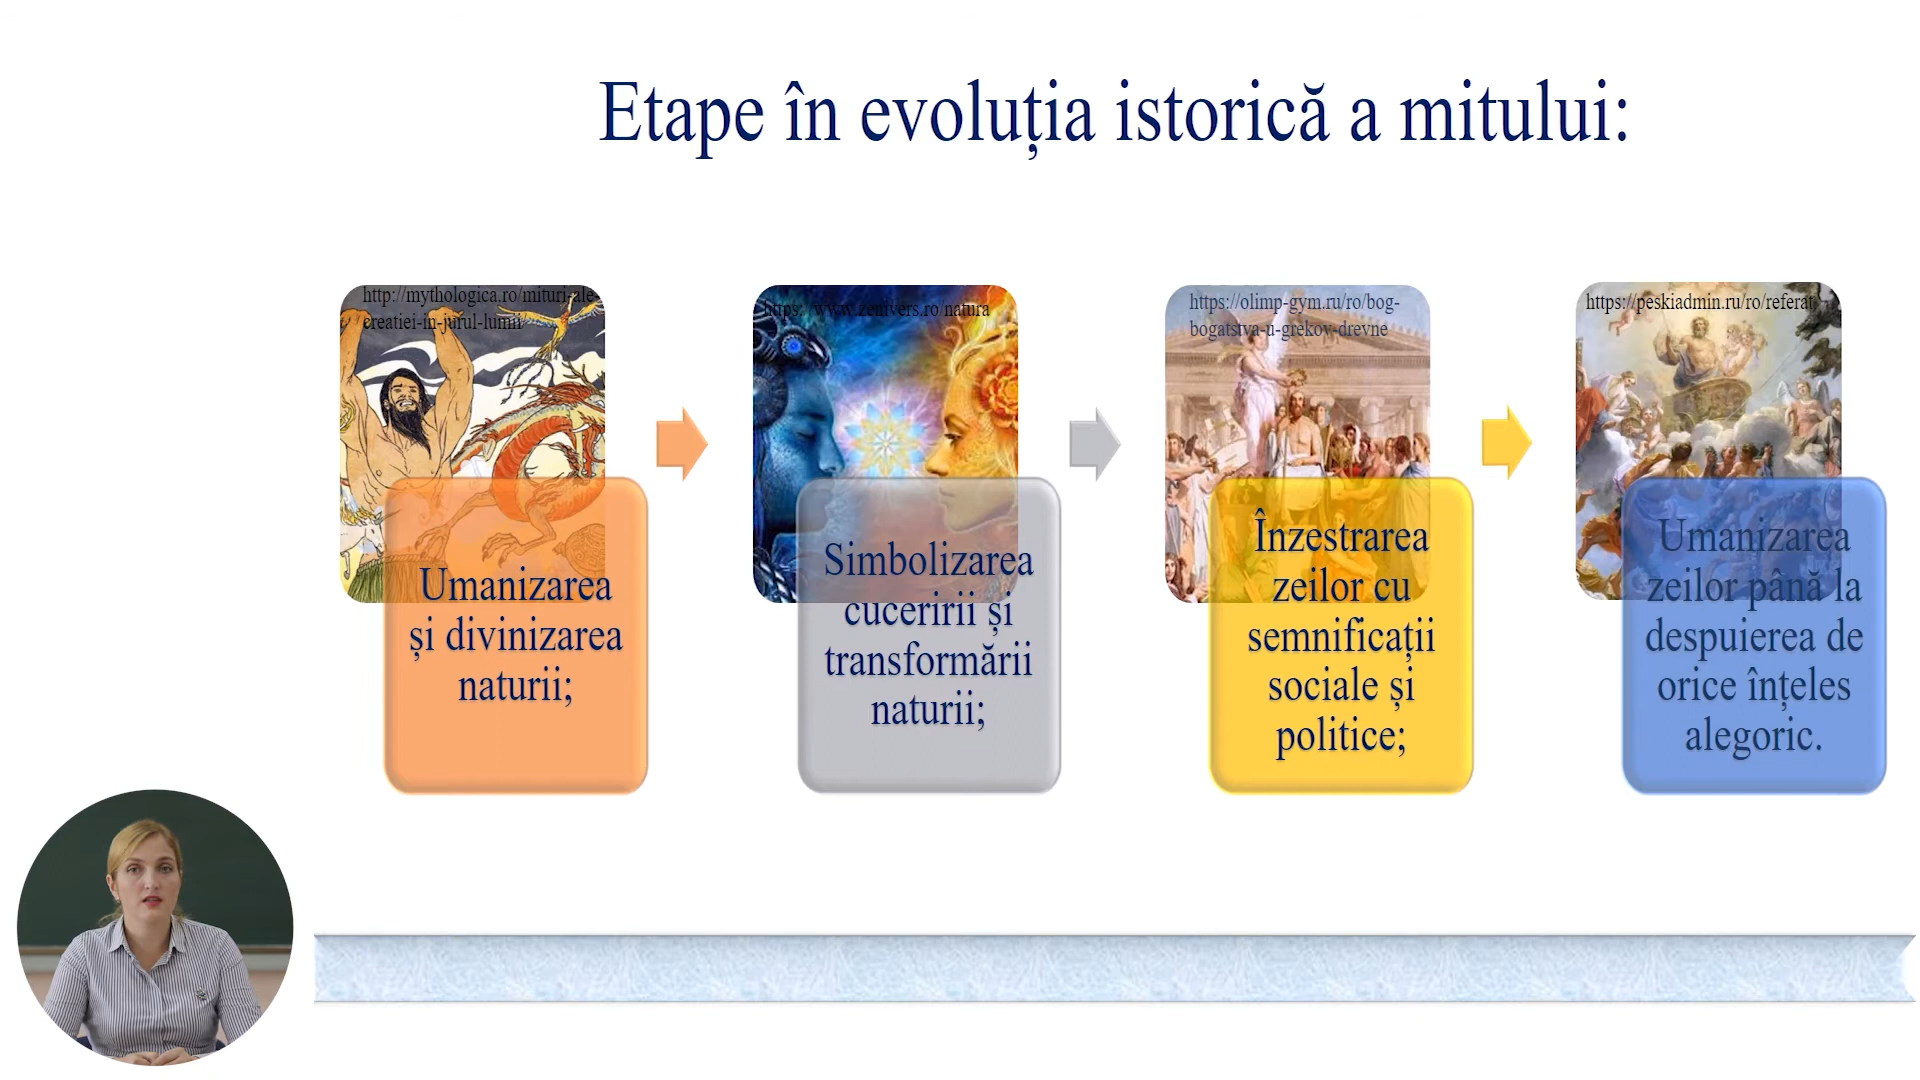 Etape în evoluția istorică a mitului:
http://mythologica.ro/mituri-ale-
creatiei-in-jurul-lumii/
Umanizarea
și divinizarea
naturii;
https://www.zenivers.ro/natura
Simbolizarea
cuceririi și
transformării
naturii;
https://olimp-gym.ru/ro/bog-
bogatstva-u-grekov-drevne
Înzestrarea
zeilor cu
semnificații
sociale și
politice;
https://peskiadmin.ru/ro/referat
Umanizarea
zeilor până la
despuierea de
orice înțeles
alegoric.